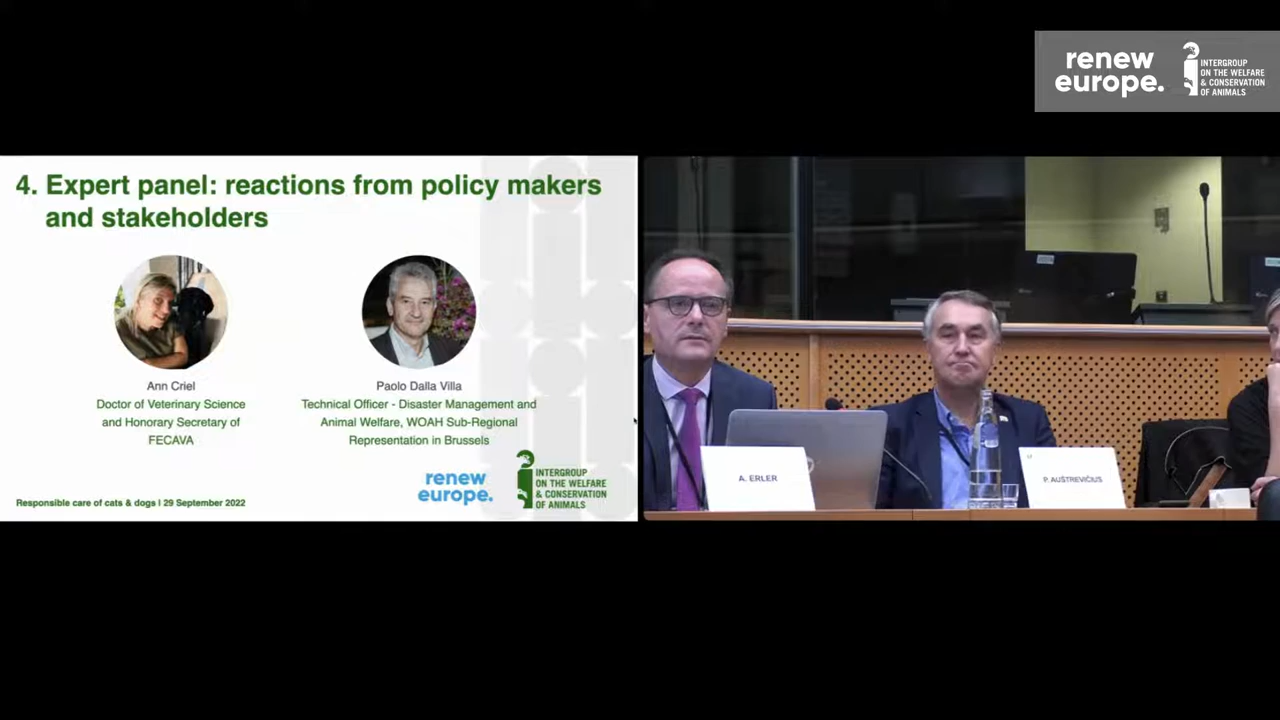 renew
europe.
INTERGROUP
ON THE WELFARE
& CONSERVATION
OF ANIMALS
4. Expert panel: reactions from policy makers
and stakeholders
Ann Criel
Doctor of Veterinary Science
and Honorary Secretary of
FECAVA
Paolo Dalla Villa
Technical Officer - Disaster Management and
Animal Welfare, WOAH Sub-Regional
Representation in Brussels
renew
europe.
INTERGROUP
ON THE WELFARE
& CONSERVATION
OF ANIMALS
Responsible care of cats & dogs I 29 September 2022
A. ERLER
P. AUŠTREVIČIUS